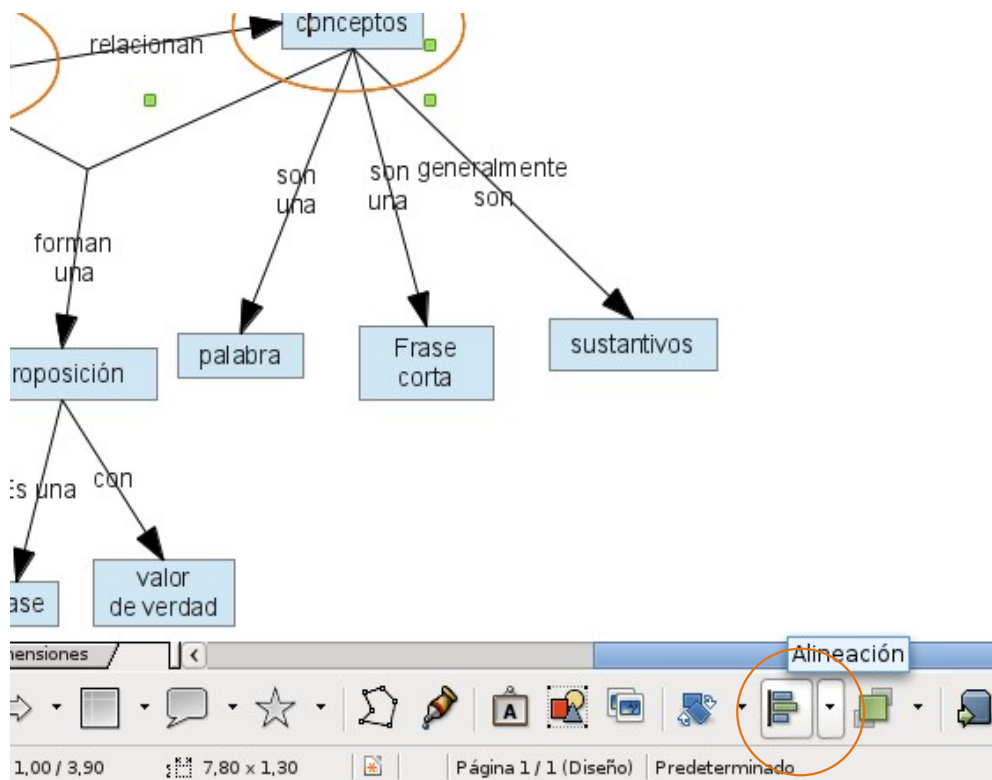 conceptos
relacionan
son
una
son
una
generalmente
son
forman
una
palabra
Frase
corta
sustantivos
roposición
Es una
con
ase
valor
de verdad
mensiones
Alineación
A
1,00 / 3,90
7,80 x 1,30
Página 1 / 1 (Diseño)
Predeterminado